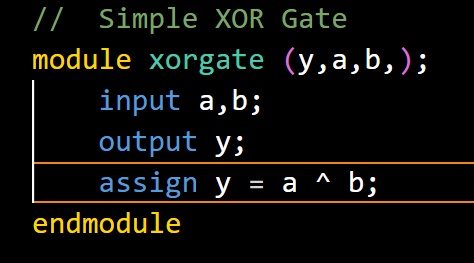 //  Simple XOR Gate
module xorgate (y,a,b,);
    input a,b;
    output y;
    assign y = a ^ b;
endmodule